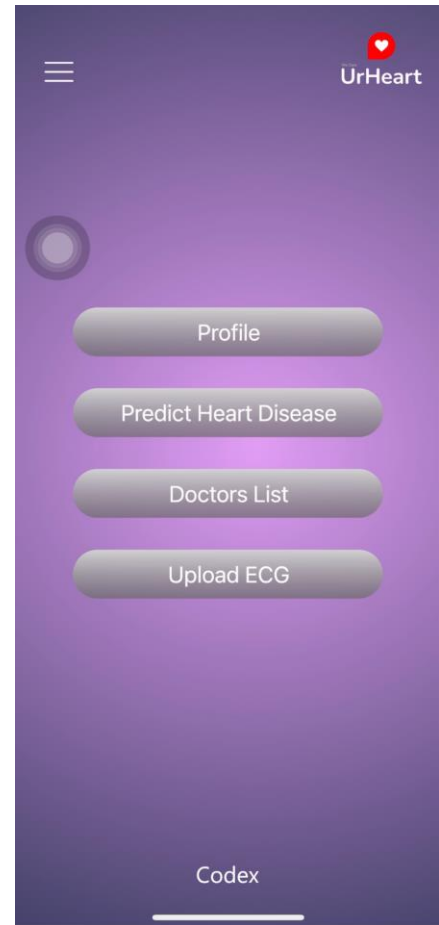 UrHeart
Profile
Predict Heart Disease
Doctors List
Upload ECG
Codex